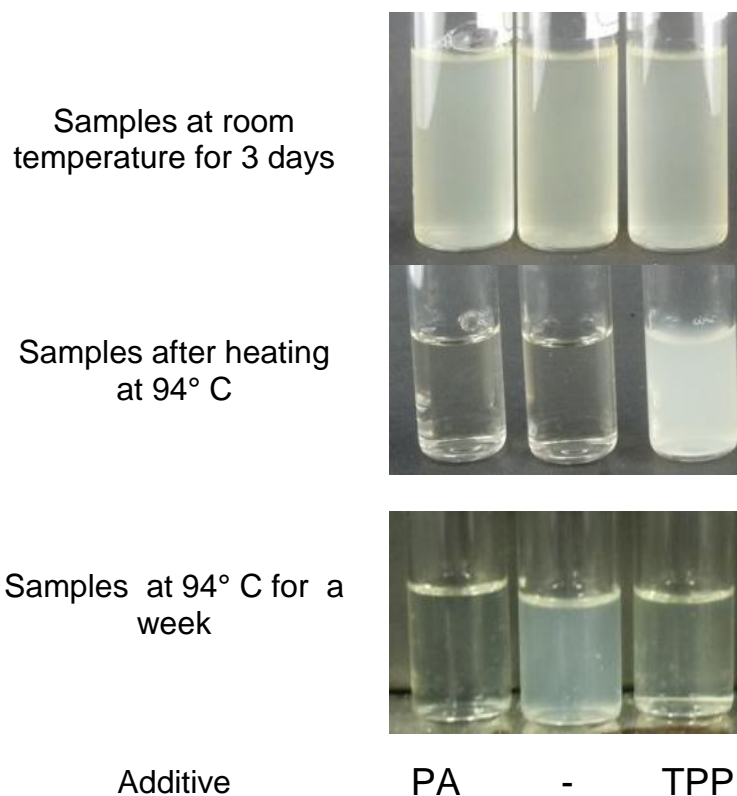 Samples at room
temperature for 3 days
Samples after heating
at 94° C
Samples at 94° C for a
week
Additive PA - TPP